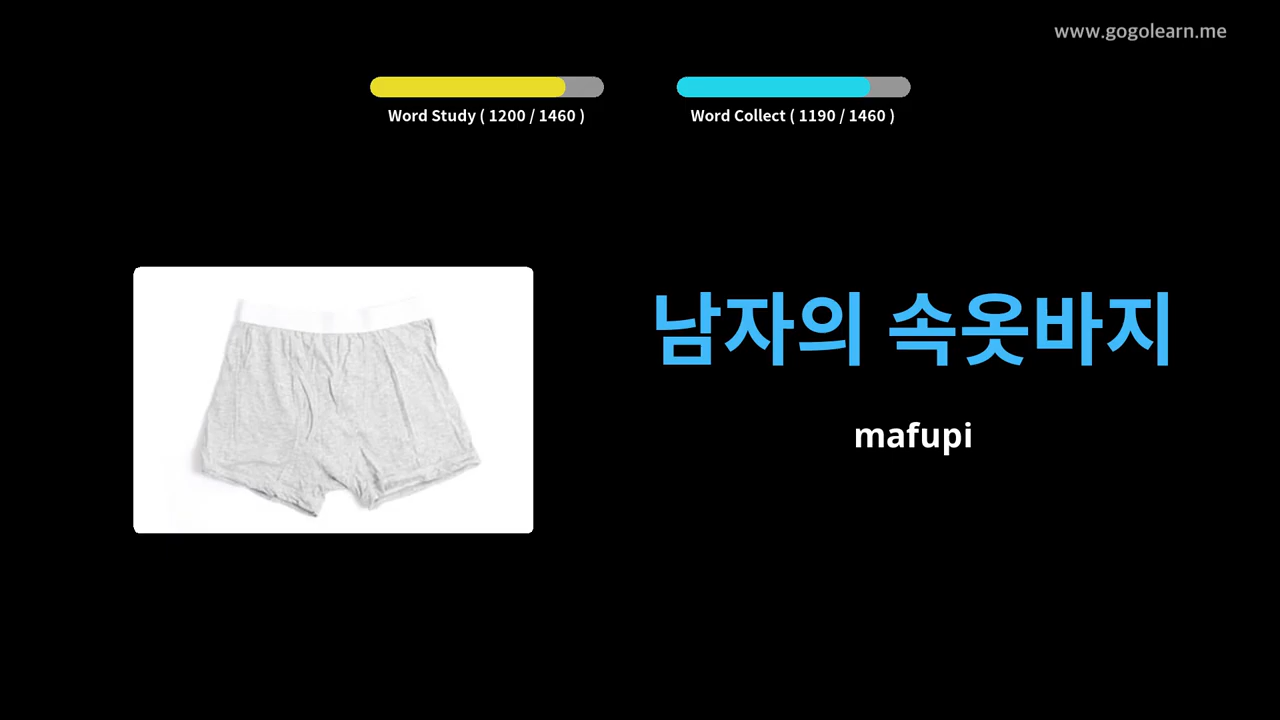 www.gogolearn.me
Word Study ( 1200 / 1460 )
Word Collect ( 1190 / 1460 )
남자의 속옷바지
mafupi